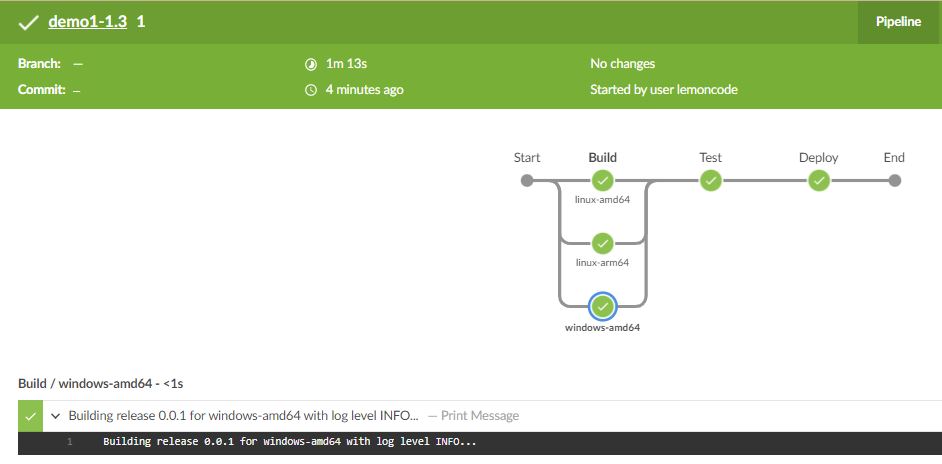 demo1-1.3 1 Pipeline
Branch: — 1m 13s No changes
Commit: — 4 minutes ago Started by user lemoncode
Start Build Test Deploy End
linux-amd64
linux-arm64
windows-amd64
Build / windows-amd64 - <1s
Building release 0.0.1 for windows-amd64 with log level INFO... — Print Message
1 Building release 0.0.1 for windows-amd64 with log level INFO...